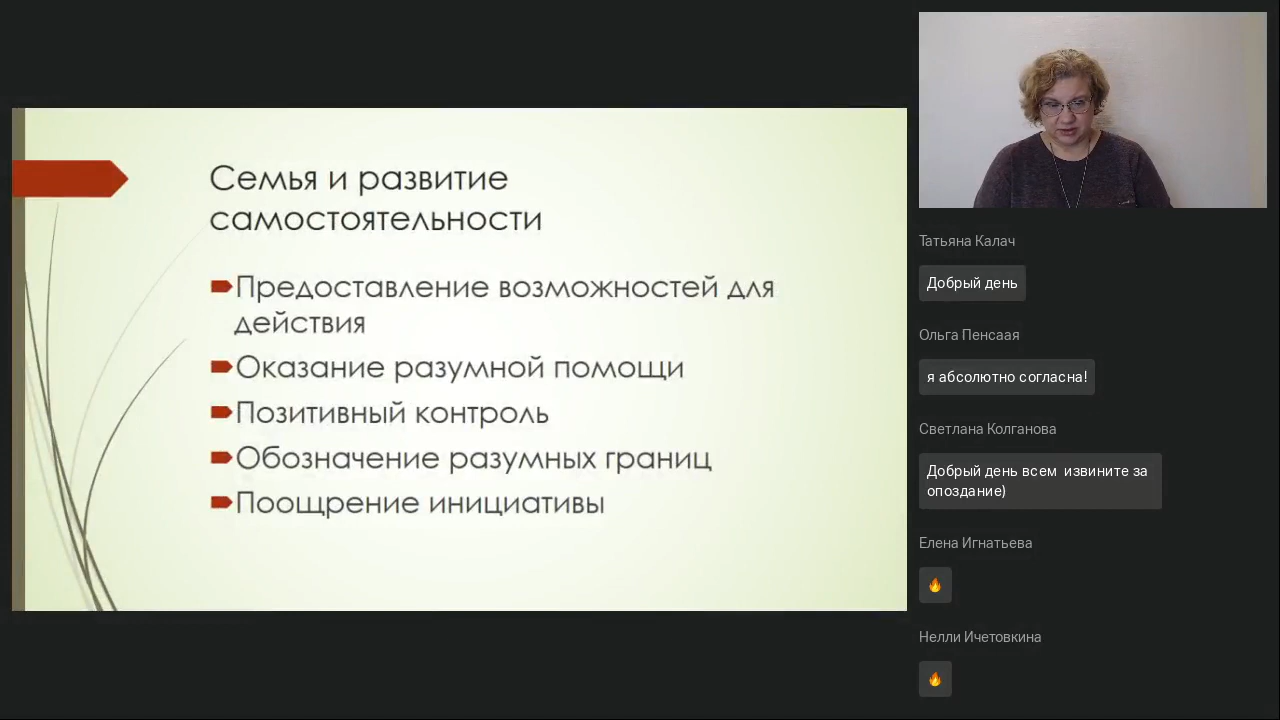 Семья и развитие
самостоятельности
Предоставление возможностей для
действия
Оказание разумной помощи
Позитивный контроль
Обозначение разумных границ
Поощрение инициативы
Татьяна Калач
Добрый день
Ольга Пенсаая
я абсолютно согласна!
Светлана Колганова
Добрый день всем  извините за
опоздание)
Елена Игнатьева
🔥
Нелли Ичетовкина
🔥